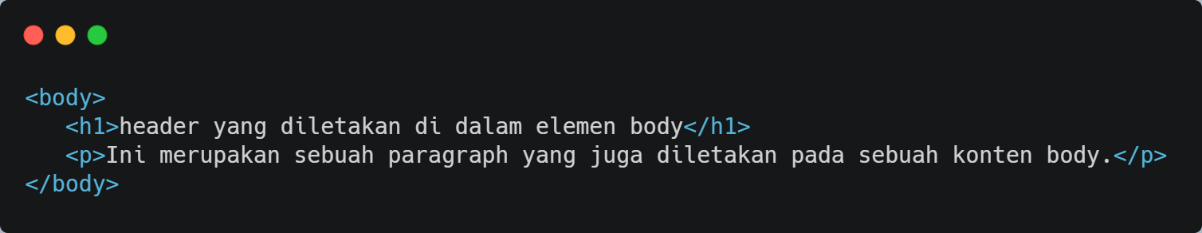 <body>
   <h1>header yang diletakan di dalam elemen body</h1>
   <p>Ini merupakan sebuah paragraph yang juga diletakan pada sebuah konten body.</p>
</body>